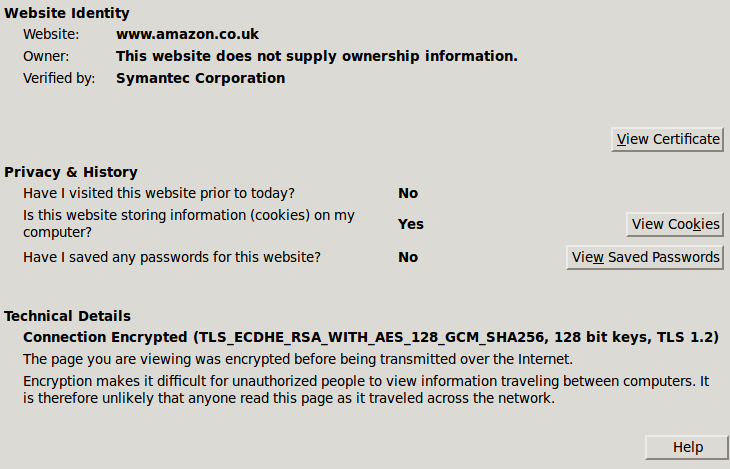 Website Identity
Website: www.amazon.co.uk
Owner: This website does not supply ownership information.
Verified by: Symantec Corporation
View Certificate
Privacy & History
Have I visited this website prior to today? No
Is this website storing information (cookies) on my
computer? Yes View Cookies
Have I saved any passwords for this website? No View Saved Passwords
Technical Details
Connection Encrypted (TLS_ECDHE_RSA_WITH_AES_128_GCM_SHA256, 128 bit keys, TLS 1.2)
The page you are viewing was encrypted before being transmitted over the Internet.
Encryption makes it difficult for unauthorized people to view information traveling between computers. It
is therefore unlikely that anyone read this page as it traveled across the network.
Help